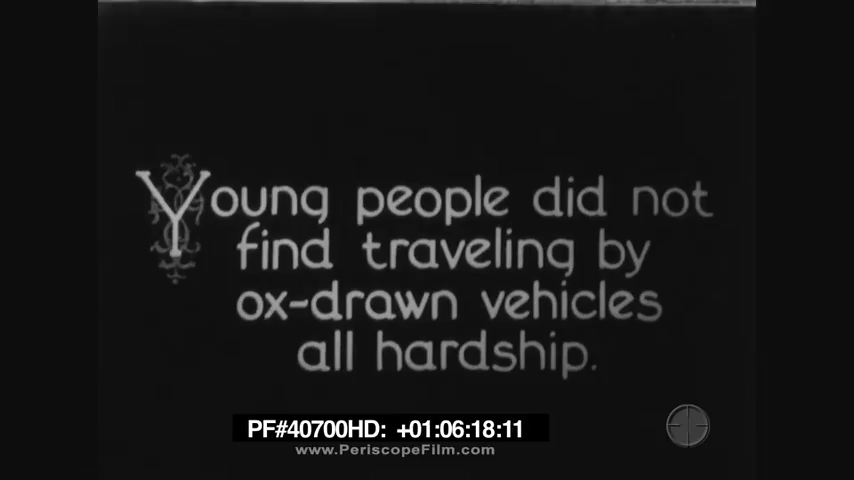 Young people did not
find traveling by
ox-drawn vehicles
all hardship.
PF#40700HD: +01:06:18:11
www.PeriscopeFilm.com